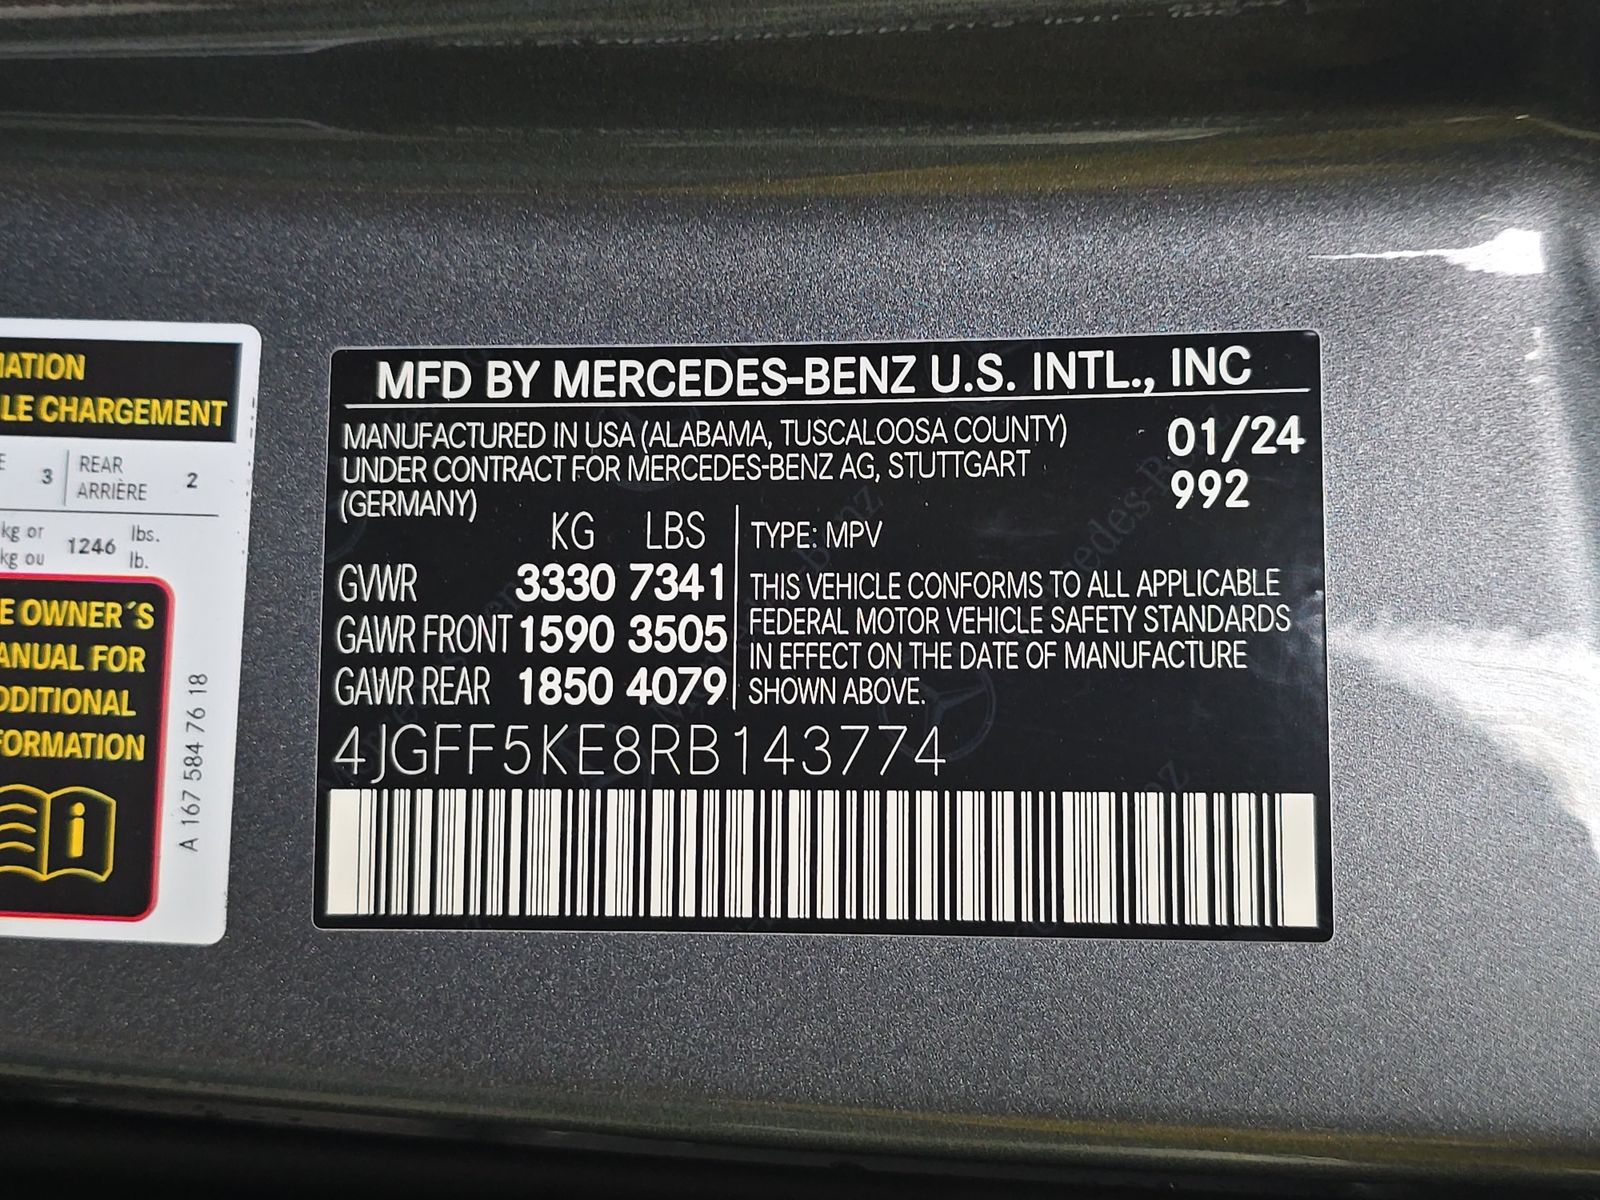 MATION
LE CHARGEMENT
3 REAR 2
ARRIÈRE
kg or 1246 lbs.
kg ou lb.
OWNER´S
MANUAL FOR
ADDITIONAL
INFORMATION
A 167 584 76 18
MFD BY MERCEDES-BENZ U.S. INTL., INC
MANUFACTURED IN USA (ALABAMA, TUSCALOOSA COUNTY) 01/24
UNDER CONTRACT FOR MERCEDES-BENZ AG, STUTTGART 992
(GERMANY)
KG LBS
GVWR 3330 7341
GAWR FRONT 1590 3505
GAWR REAR 1850 4079
TYPE: MPV
THIS VEHICLE CONFORMS TO ALL APPLICABLE
FEDERAL MOTOR VEHICLE SAFETY STANDARDS
IN EFFECT ON THE DATE OF MANUFACTURE
SHOWN ABOVE.
4JGFF5KE8RB143774